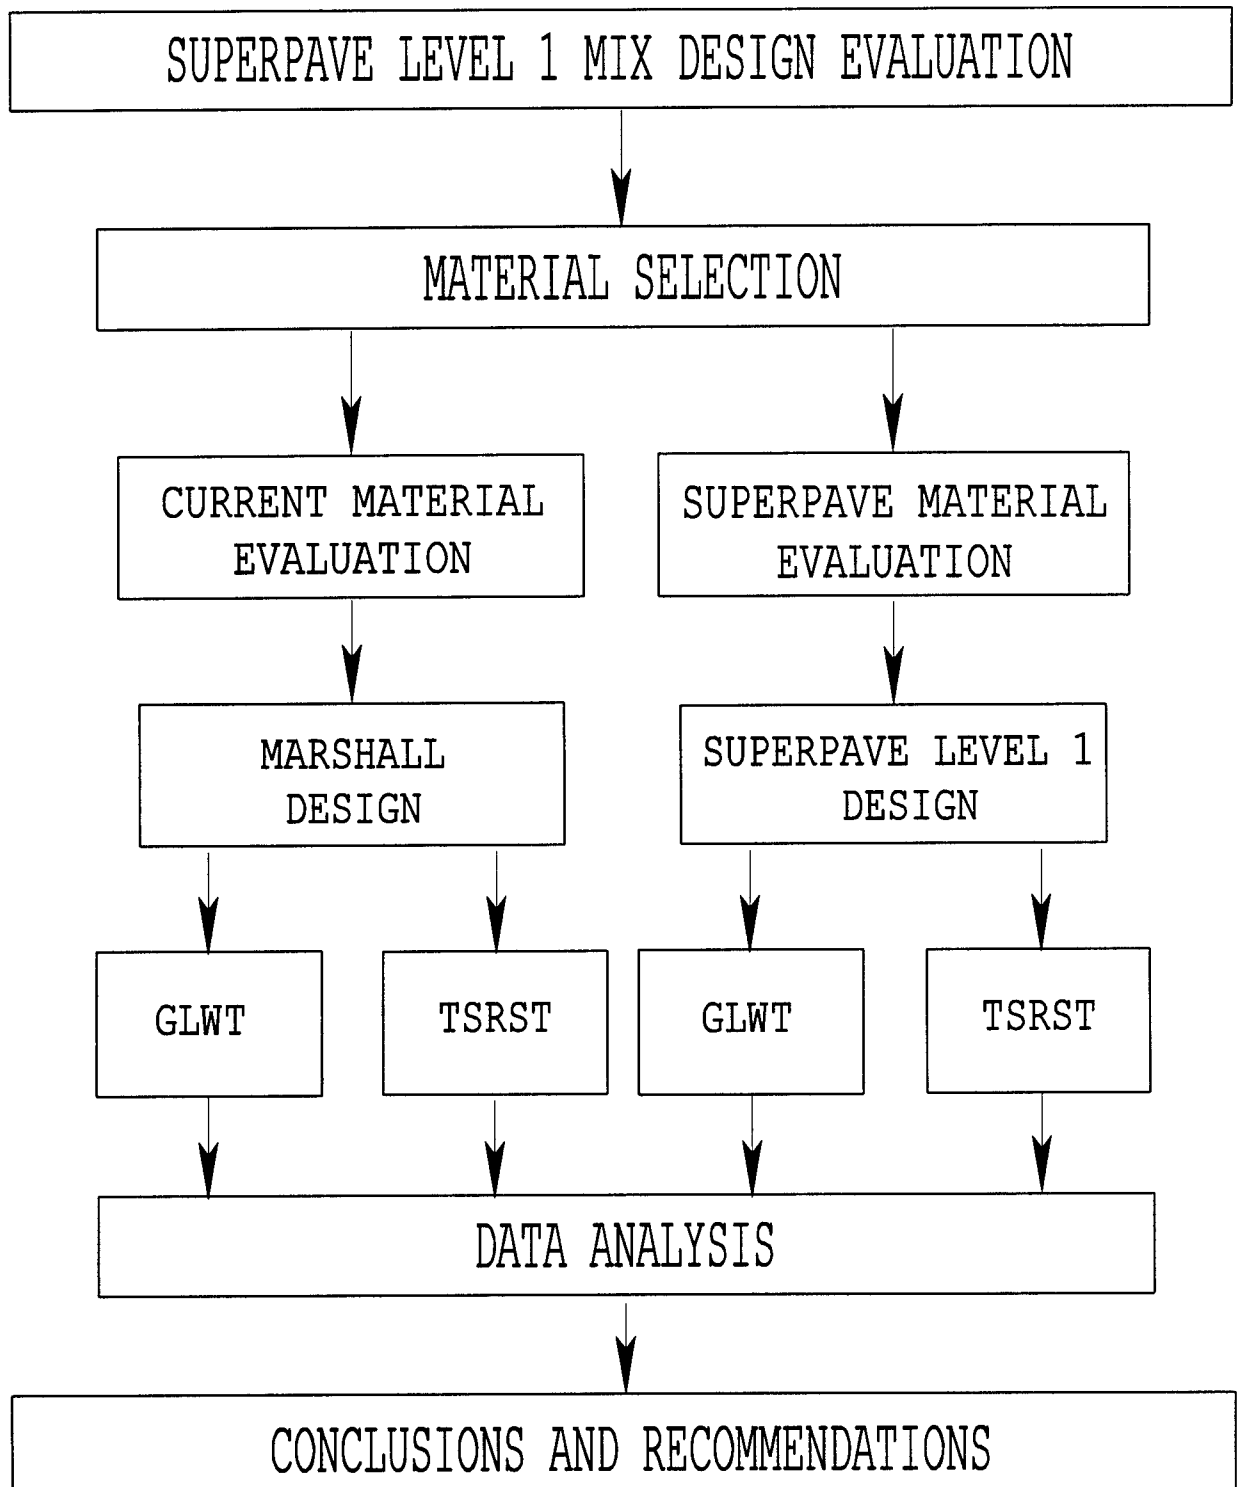 SUPERPAVE LEVEL 1 MIX DESIGN EVALUATION
MATERIAL SELECTION
CURRENT MATERIAL
EVALUATION
SUPERPAVE MATERIAL
EVALUATION
MARSHALL
DESIGN
SUPERPAVE LEVEL 1
DESIGN
GLWT
TSRST
GLWT
TSRST
DATA ANALYSIS
CONCLUSIONS AND RECOMMENDATIONS